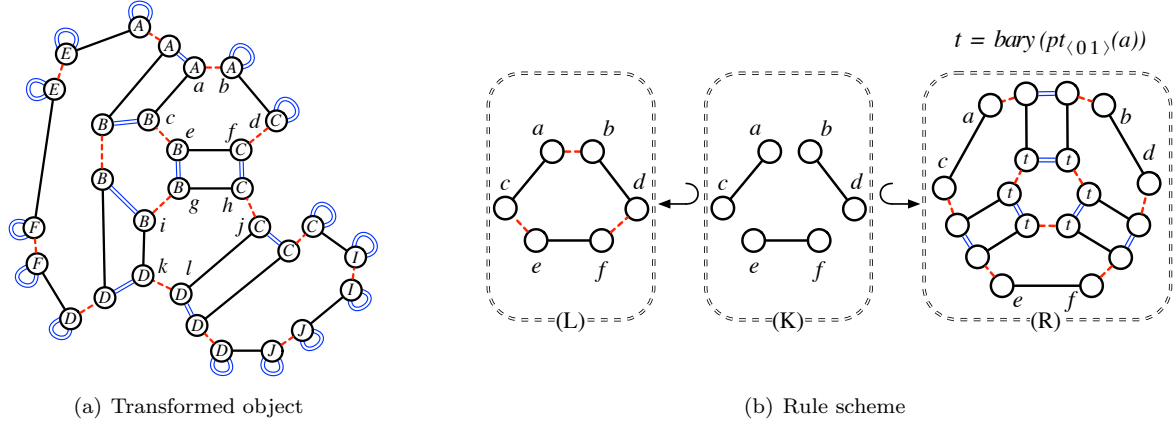 t = bary (pt⟨0 1⟩(a))
A
A
E
A
A
a
b
E
c
B
B
d
C
e
f
B
C
B
B
C
g
h
B
i
F
j
C
C
C
F
k
D
l
I
D
D
I
D
D
J
D
J
a
b
c
d
e
f
(L)
a
b
c
d
e
f
(K)
a
b
c
d
t
t
t
t
t
t
e
f
(R)
(a) Transformed object
(b) Rule scheme